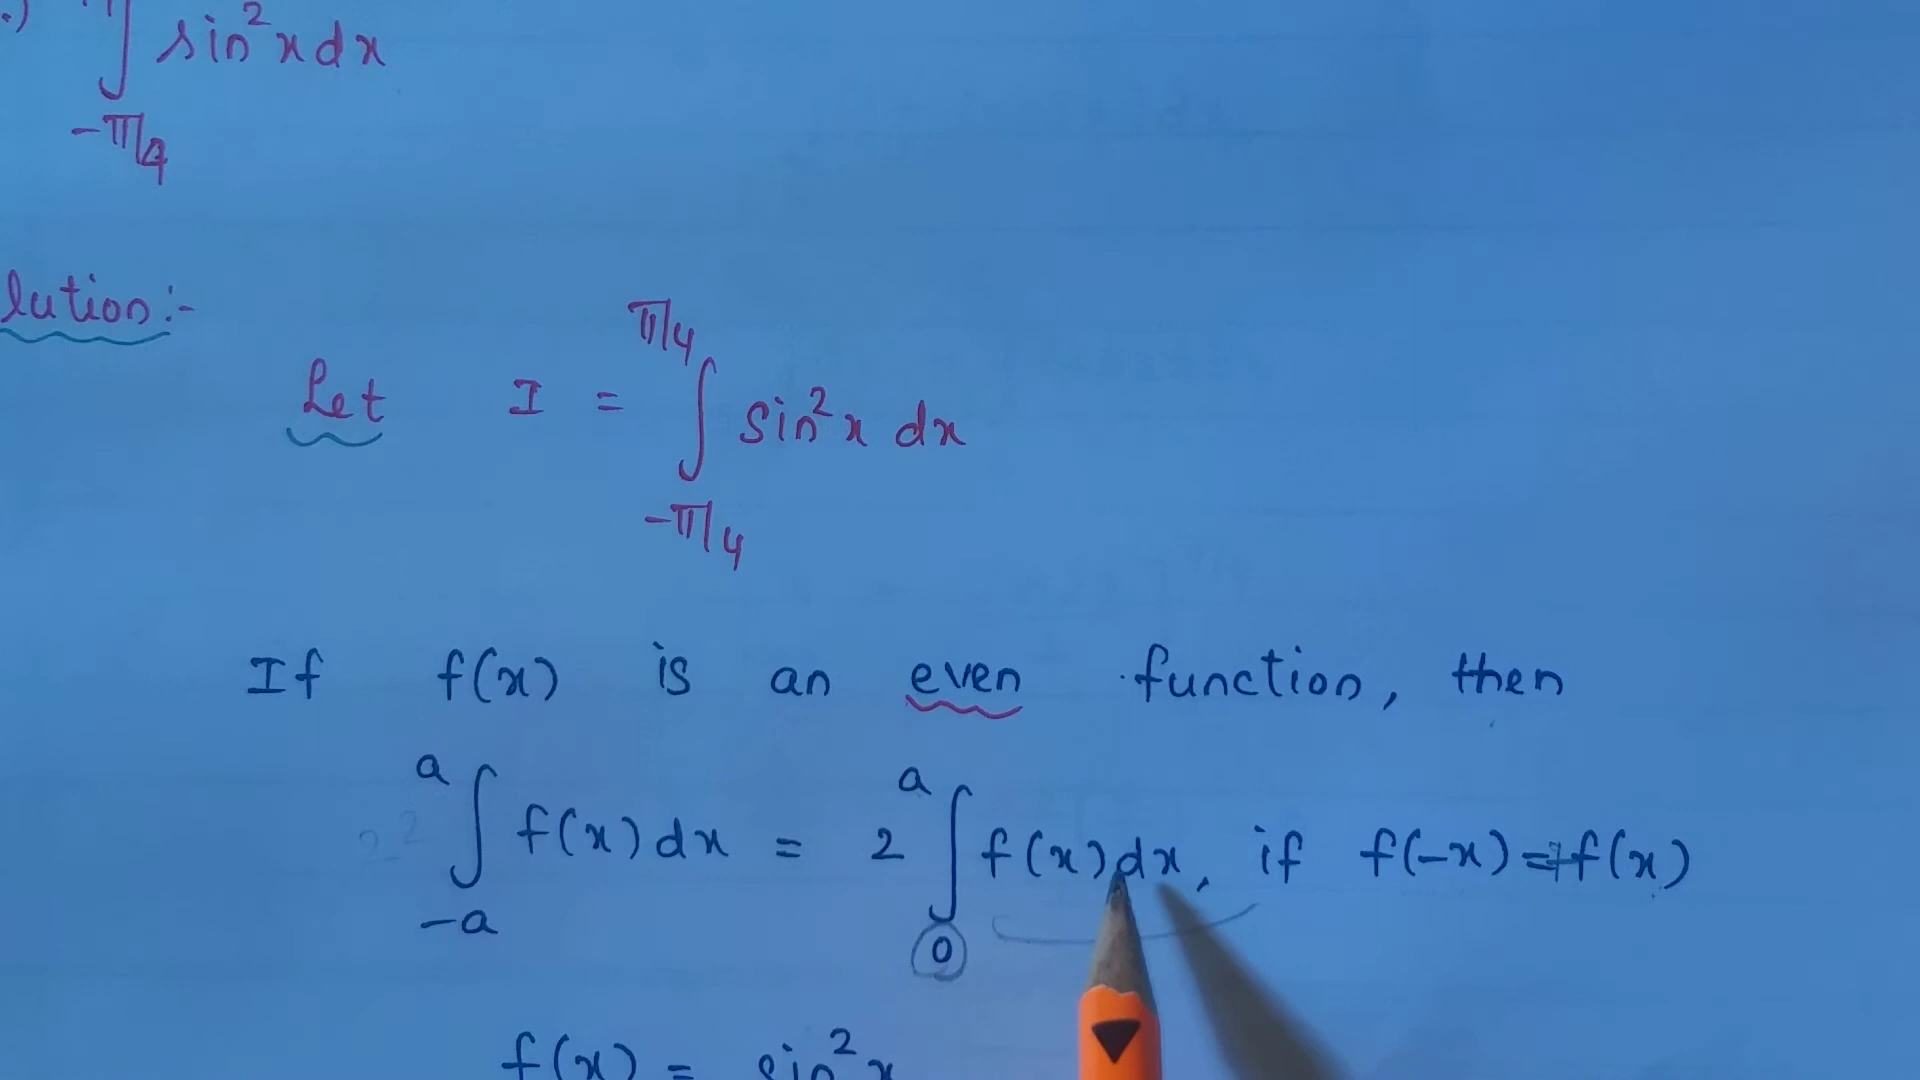 ∫ sin²x dx
-π/4
lution:-
Let I = ∫ sin²x dx
π/4
-π/4
If f(x) is an even function, then
a a
∫ f(x) dx = 2 ∫ f(x) dx, if f(-x) = +f(x)
-a 0
f(x) = sin²x